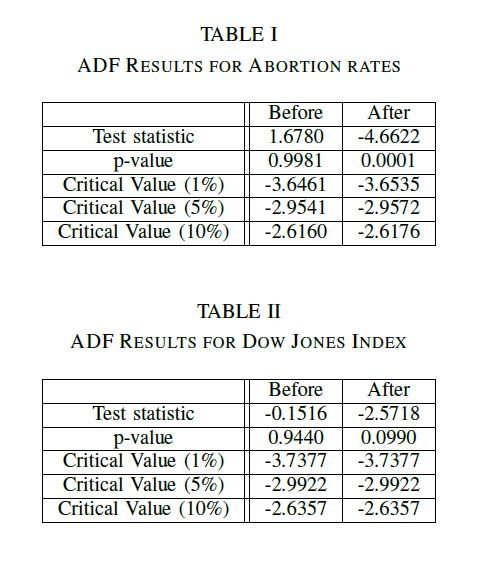 TABLE I
ADF RESULTS FOR ABORTION RATES
Before After
Test statistic 1.6780 -4.6622
p-value 0.9981 0.0001
Critical Value (1%) -3.6461 -3.6535
Critical Value (5%) -2.9541 -2.9572
Critical Value (10%) -2.6160 -2.6176
TABLE II
ADF RESULTS FOR DOW JONES INDEX
Before After
Test statistic -0.1516 -2.5718
p-value 0.9440 0.0990
Critical Value (1%) -3.7377 -3.7377
Critical Value (5%) -2.9922 -2.9922
Critical Value (10%) -2.6357 -2.6357